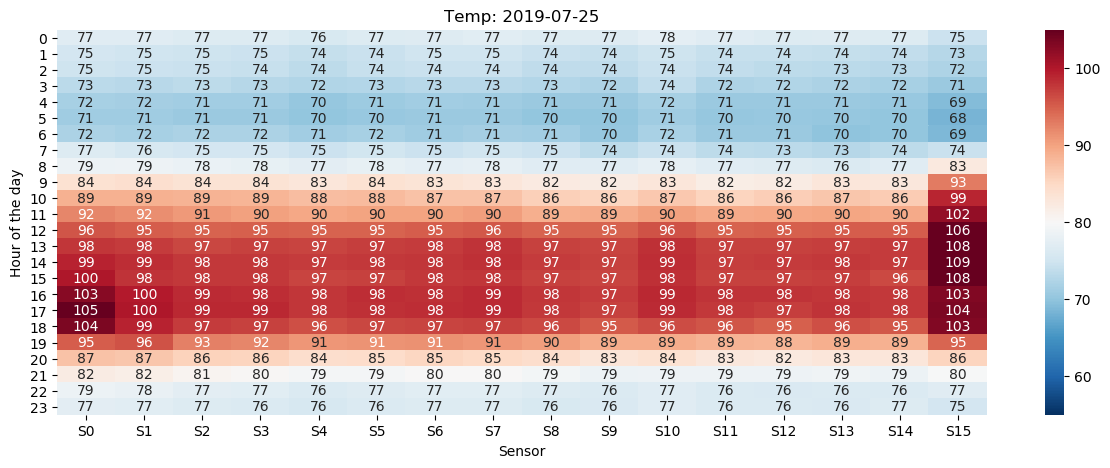 Temp: 2019-07-25
0 77 77 77 77 76 77 77 77 77 77 78 77 77 77 77 75
1 75 75 75 75 74 74 75 75 74 74 75 74 74 74 74 73
2 75 75 75 74 74 75 74 74 74 74 74 74 74 73 73 72
3 73 73 73 73 72 73 73 73 73 72 74 72 72 72 72 71
4 72 72 71 71 70 71 71 71 71 71 72 71 71 71 71 69
5 71 71 71 71 70 70 71 71 70 70 71 70 70 70 70 68
6 72 72 72 71 71 72 71 71 71 70 72 71 71 70 70 69
7 77 76 75 75 75 75 75 75 75 74 74 74 73 73 74 74
8 79 79 78 78 77 78 77 78 77 77 78 77 77 76 77 83
9 84 84 84 84 83 84 83 83 82 82 83 82 82 83 83 93
10 89 89 89 89 88 88 87 87 86 86 87 86 86 87 86 99
11 92 92 91 90 90 90 90 90 89 89 90 89 90 90 90 102
12 96 95 95 95 95 95 95 96 95 95 96 95 95 95 95 106
13 98 98 98 97 97 97 98 98 97 97 98 97 97 97 97 108
14 99 99 98 98 97 98 98 98 98 97 99 97 97 98 97 109
15 100 98 98 98 97 97 98 98 97 97 98 97 97 97 96 108
16 103 100 99 98 98 98 98 99 98 97 99 98 98 98 98 103
17 105 100 99 99 98 98 98 99 98 97 99 98 97 98 98 104
18 104 99 97 97 96 97 97 97 96 95 96 96 95 96 95 103
19 95 96 93 92 91 91 91 91 90 89 89 89 88 89 89 95
20 87 87 86 86 84 85 85 85 84 83 84 83 82 83 83 86
21 82 82 81 80 79 79 80 80 79 79 79 79 79 79 79 80
22 79 78 77 77 76 77 77 77 77 76 77 76 76 76 76 77
23 77 77 77 76 76 76 77 77 76 76 77 76 76 76 76 75
S0 S1 S2 S3 S4 S5 S6 S7 S8 S9 S10 S11 S12 S13 S14 S15
Sensor
Hour of the day
100
90
80
70
60